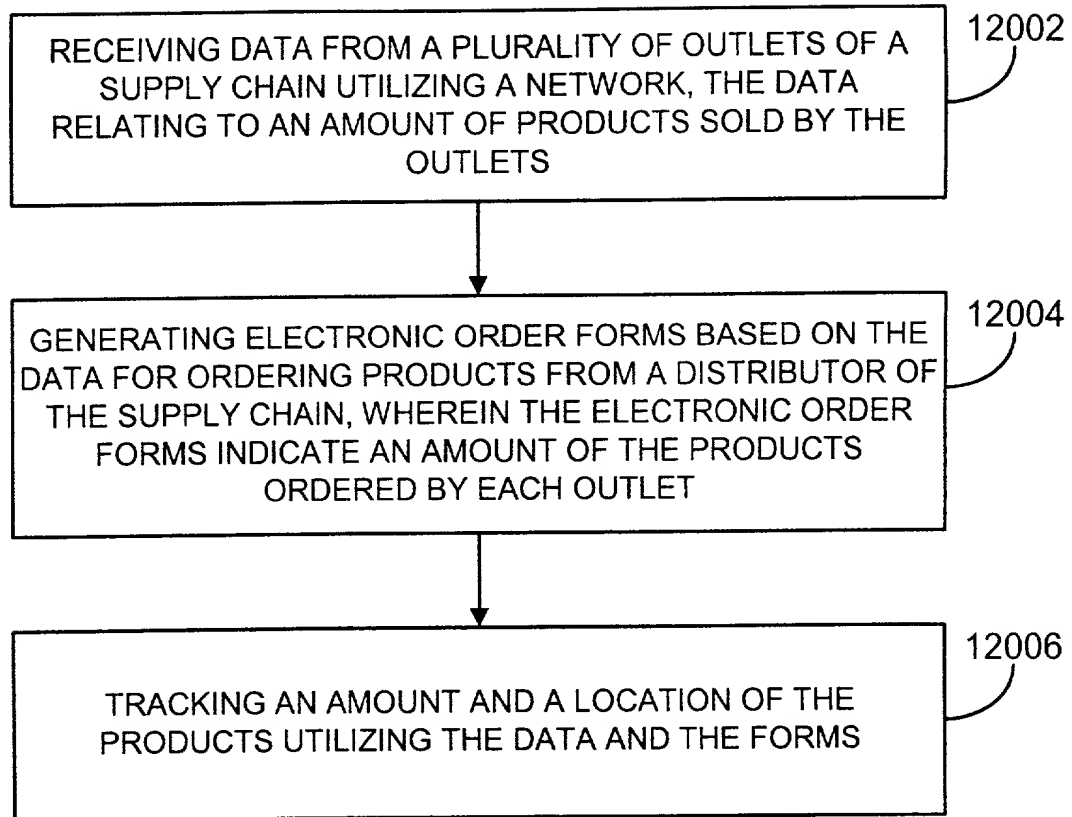 12002
RECEIVING DATA FROM A PLURALITY OF OUTLETS OF A
SUPPLY CHAIN UTILIZING A NETWORK, THE DATA
RELATING TO AN AMOUNT OF PRODUCTS SOLD BY THE
OUTLETS
12004
GENERATING ELECTRONIC ORDER FORMS BASED ON THE
DATA FOR ORDERING PRODUCTS FROM A DISTRIBUTOR OF
THE SUPPLY CHAIN, WHEREIN THE ELECTRONIC ORDER
FORMS INDICATE AN AMOUNT OF THE PRODUCTS
ORDERED BY EACH OUTLET
12006
TRACKING AN AMOUNT AND A LOCATION OF THE
PRODUCTS UTILIZING THE DATA AND THE FORMS